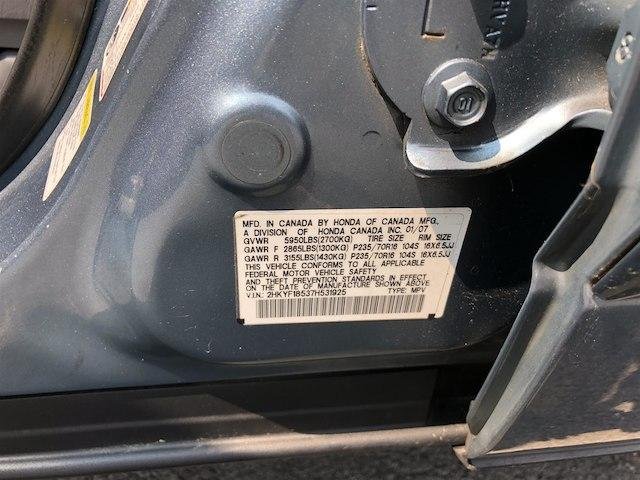 MFD. IN CANADA BY HONDA OF CANADA MFG.
A DIVISION OF HONDA CANADA INC. 01/07
GVWR 5950LBS(2700KG) TIRE SIZE RIM SIZE
GAWR F 2865LBS(1300KG) P235/70R16 104S 16X6.5JJ
GAWR R 3155LBS(1430KG) P235/70R16 104S 16X6.5JJ
THIS VEHICLE CONFORMS TO ALL APPLICABLE
FEDERAL MOTOR VEHICLE SAFETY
AND THEFT PREVENTION STANDARDS IN EFFECT
ON THE DATE OF MANUFACTURE SHOWN ABOVE.
V.I.N.: 2HKYF18537H531925 TYPE: MPV